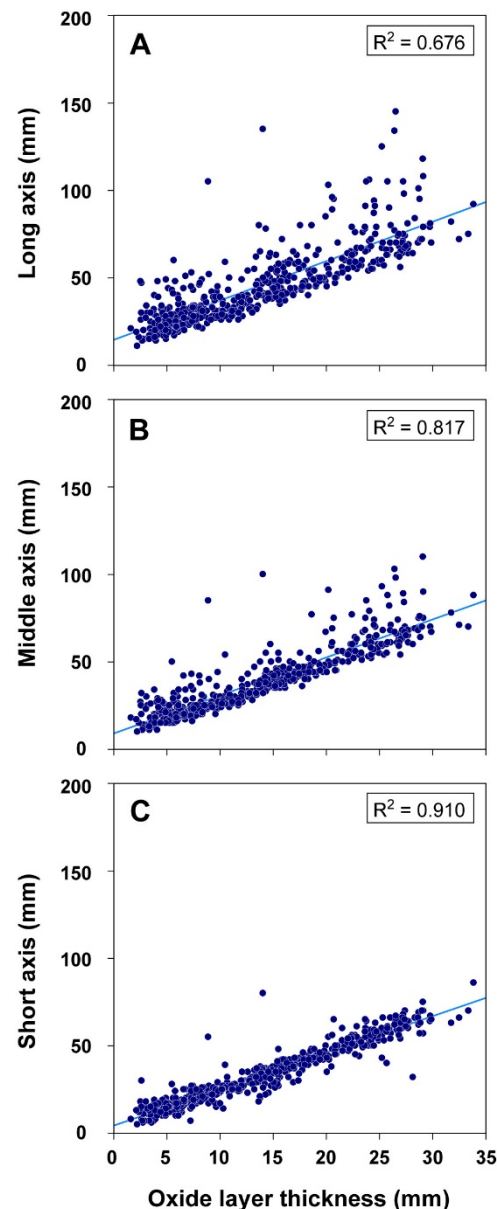 A
R² = 0.676
200
150
100
50
0
Long axis (mm)
B
R² = 0.817
200
150
100
50
0
Middle axis (mm)
C
R² = 0.910
200
150
100
50
0
Short axis (mm)
0 5 10 15 20 25 30 35
Oxide layer thickness (mm)